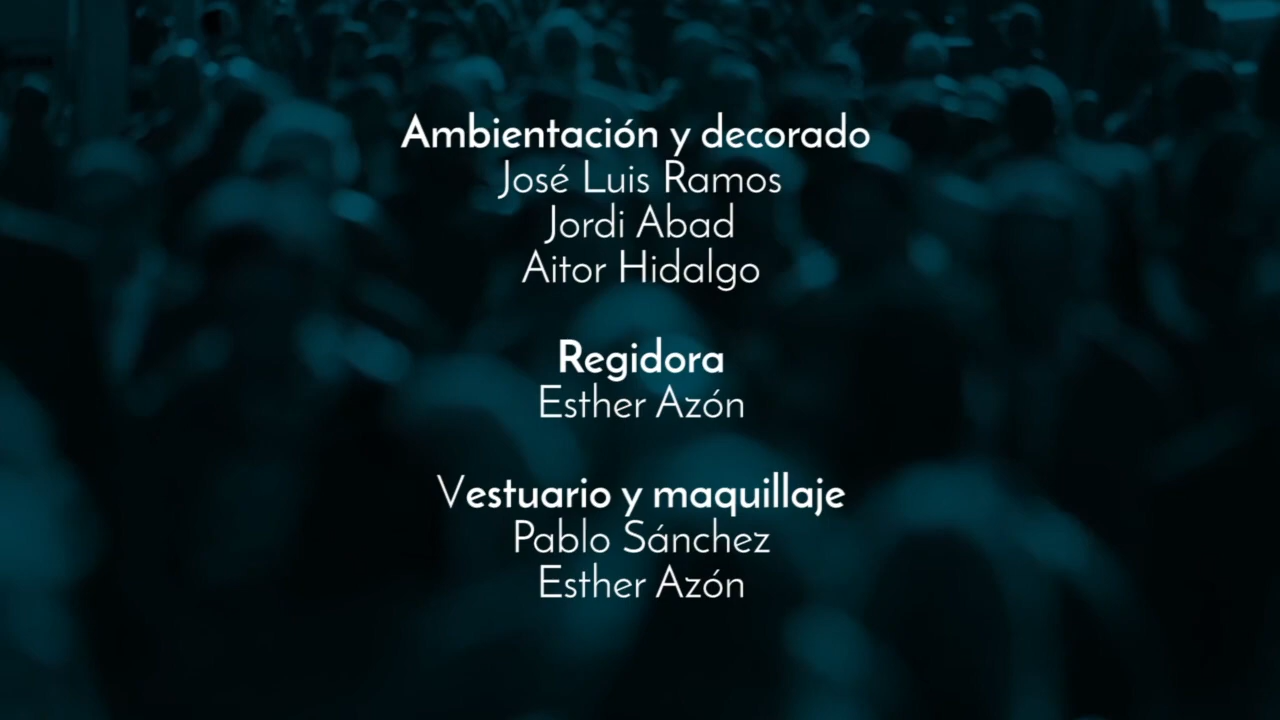 Ambientación y decorado
José Luis Ramos
Jordi Abad
Aitor Hidalgo
Regidora
Esther Azón
Vestuario y maquillaje
Pablo Sánchez
Esther Azón